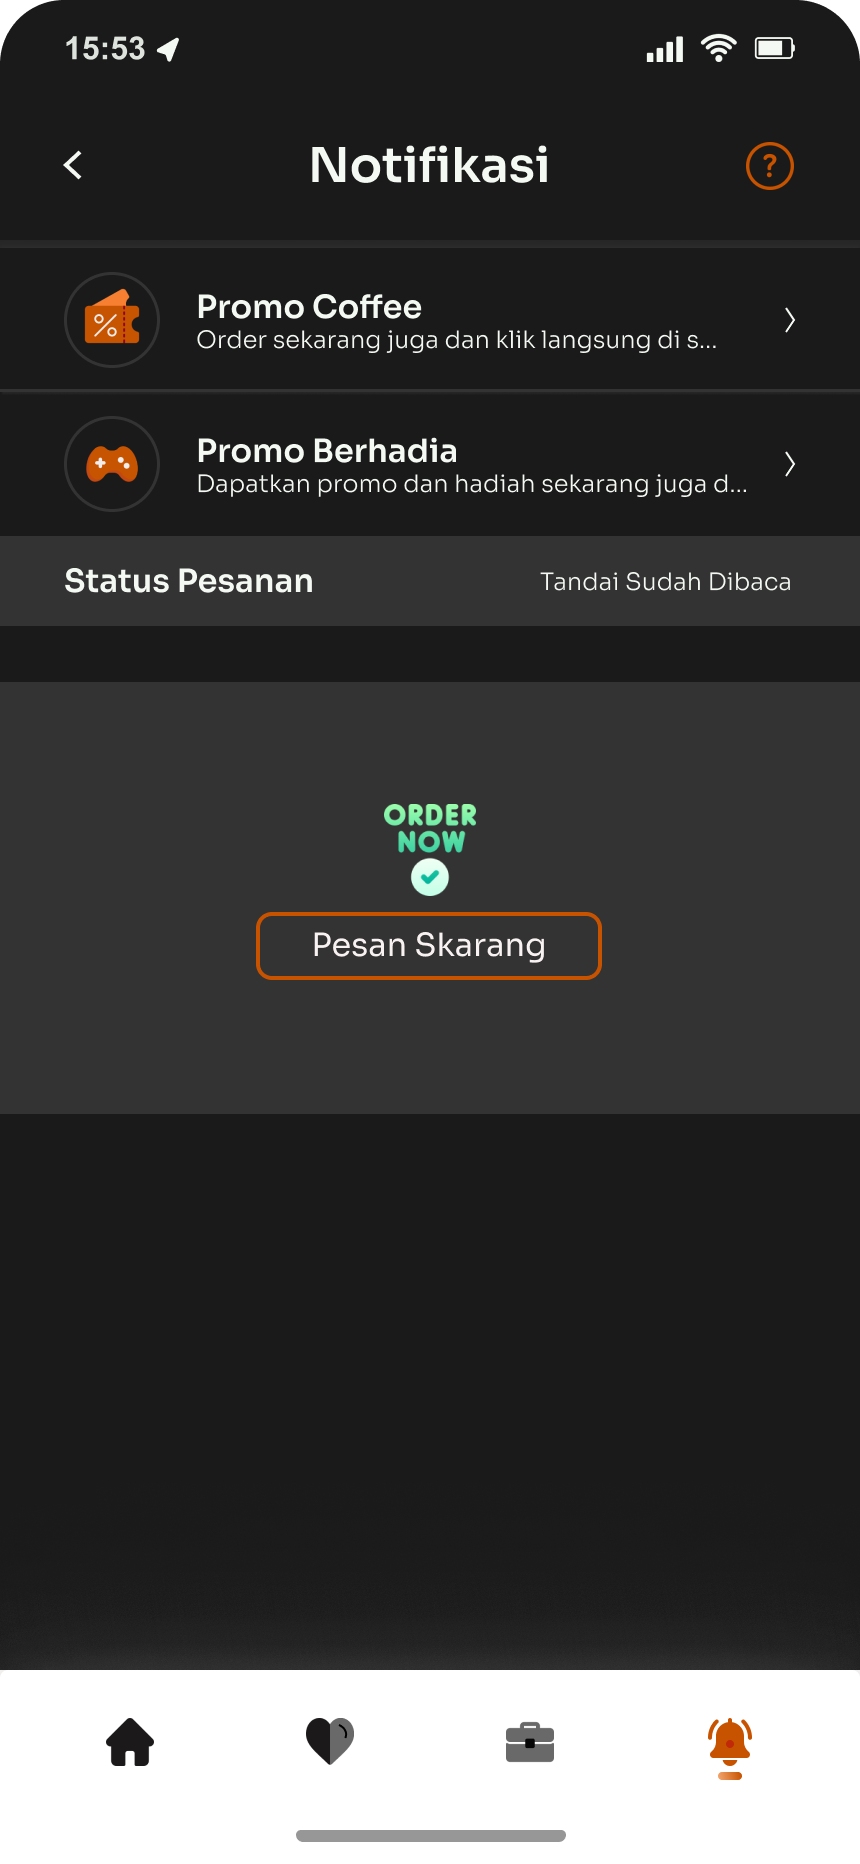 15:53
Notifikasi
?
Promo Coffee
Order sekarang juga dan klik langsung di s...
Promo Berhadia
Dapatkan promo dan hadiah sekarang juga d...
Status Pesanan
Tandai Sudah Dibaca
ORDER
NOW
Pesan Skarang